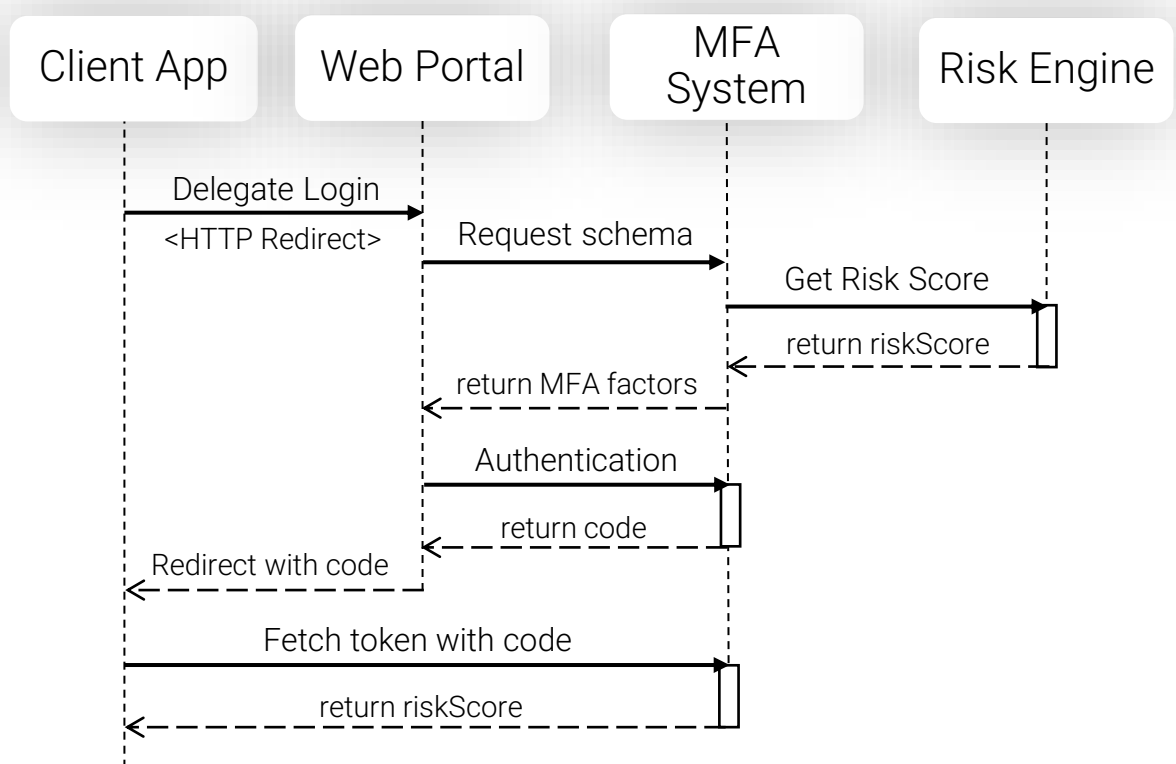 Client App
Web Portal
MFA
System
Risk Engine
Delegate Login
<HTTP Redirect>
Request schema
Get Risk Score
return riskScore
return MFA factors
Authentication
return code
Redirect with code
Fetch token with code
return riskScore